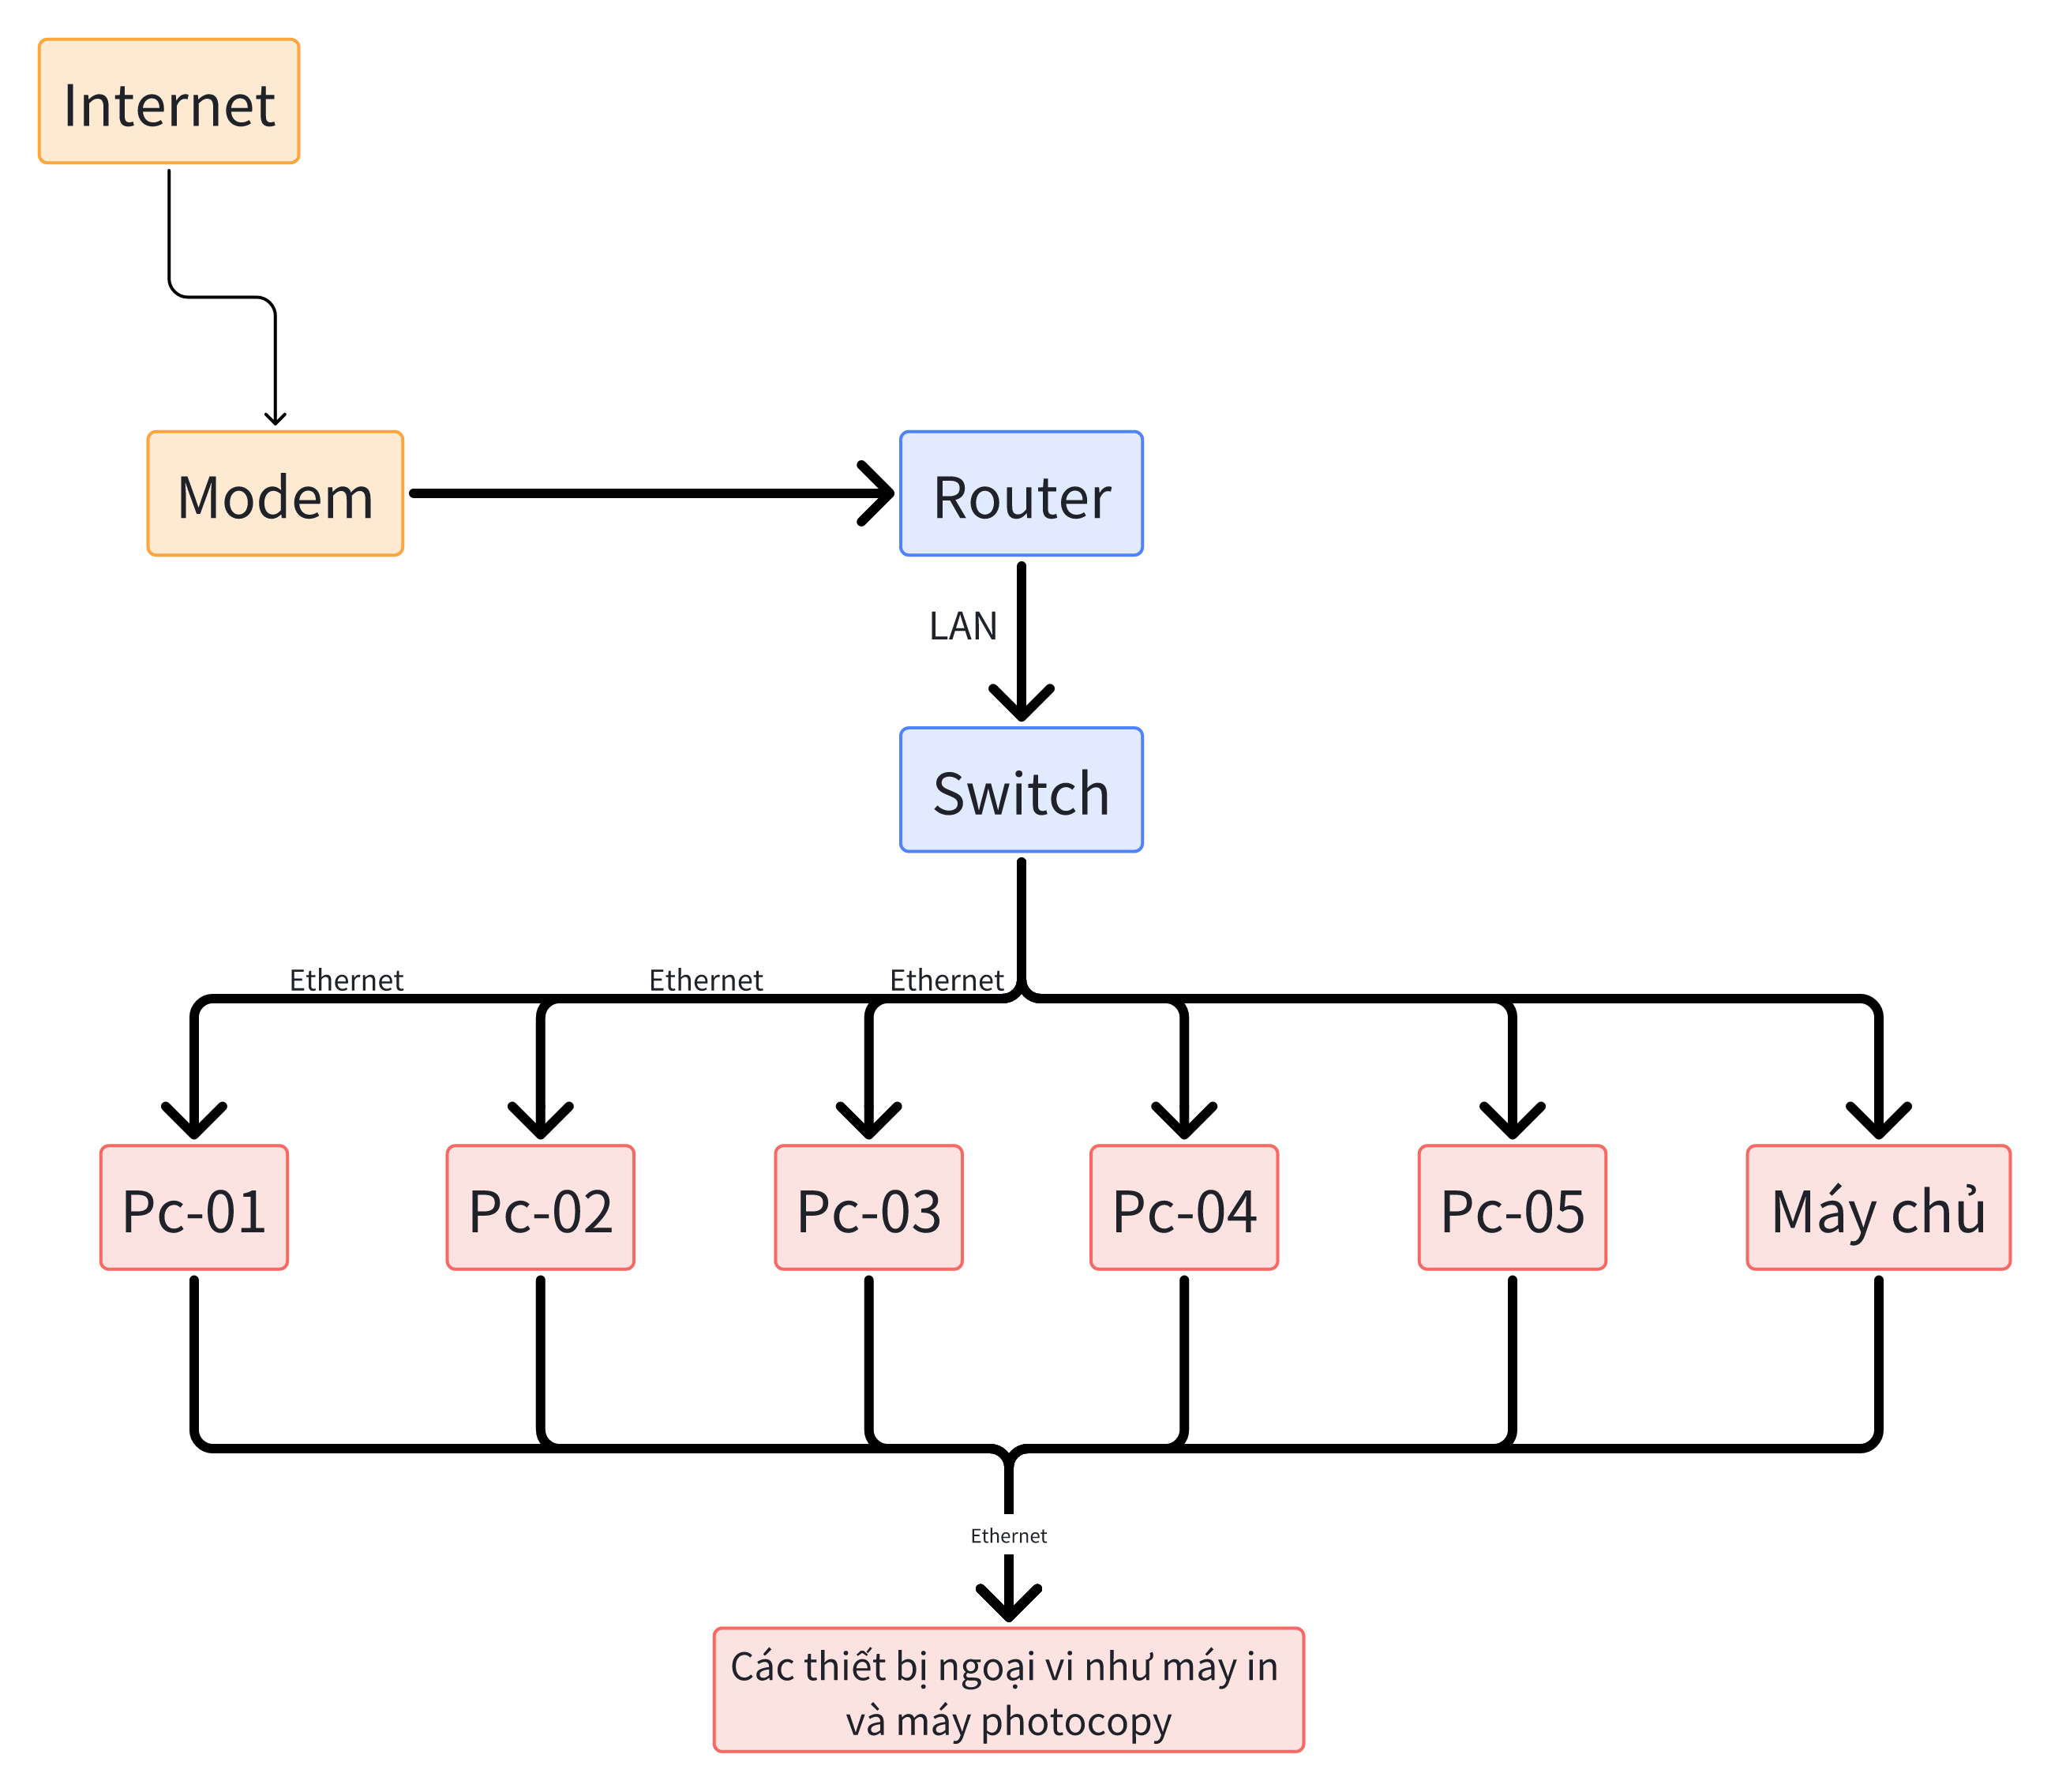 Internet
Modem
Router
LAN
Switch
Ethernet
Ethernet
Ethernet
Pc-01
Pc-02
Pc-03
Pc-04
Pc-05
Máy chủ
Ethernet
Các thiết bị ngoại vi như máy in
và máy photocopy